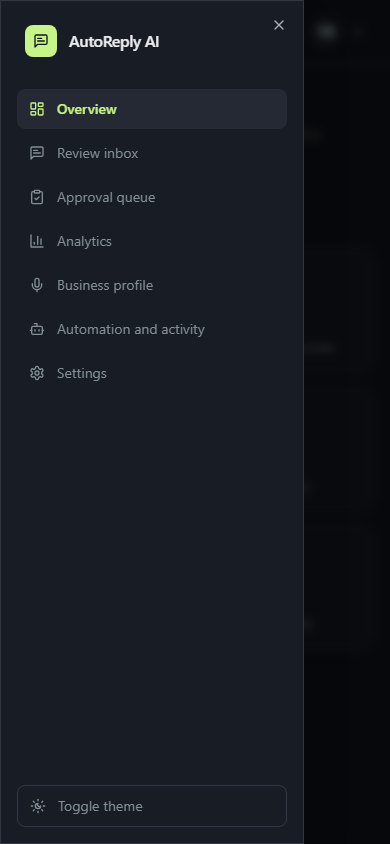 AutoReply AI
Overview
Review inbox
Approval queue
Analytics
Business profile
Automation and activity
Settings
Toggle theme